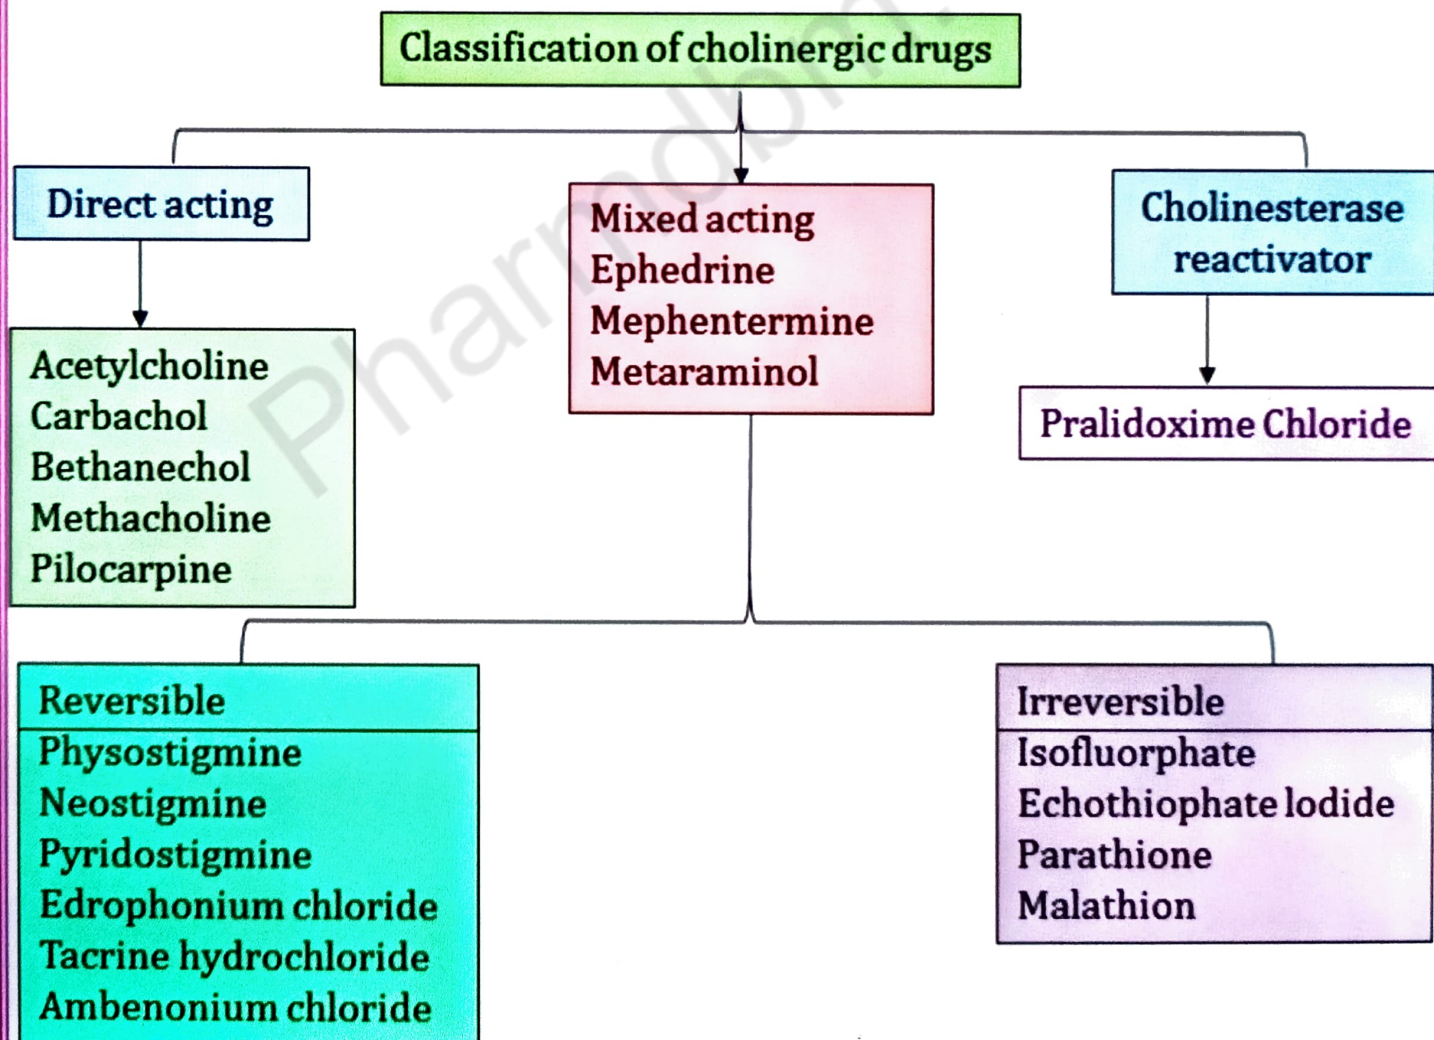 Classification of cholinergic drugs
Direct acting
Acetylcholine
Carbachol
Bethanechol
Methacholine
Pilocarpine
Mixed acting
Ephedrine
Mephentermine
Metaraminol
Cholinesterase
reactivator
Pralidoxime Chloride
Reversible
Physostigmine
Neostigmine
Pyridostigmine
Edrophonium chloride
Tacrine hydrochloride
Ambenonium chloride
Irreversible
Isofluorphate
Echothiophate lodide
Parathione
Malathion
Pharmdbm.